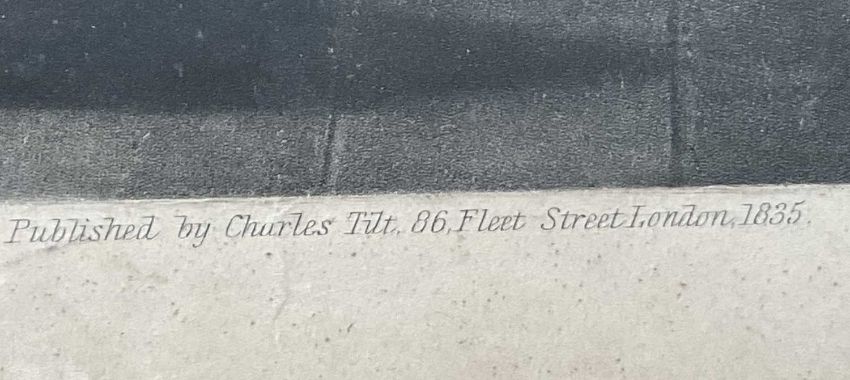 Published by Charles Tilt, 86, Fleet Street London, 1835.